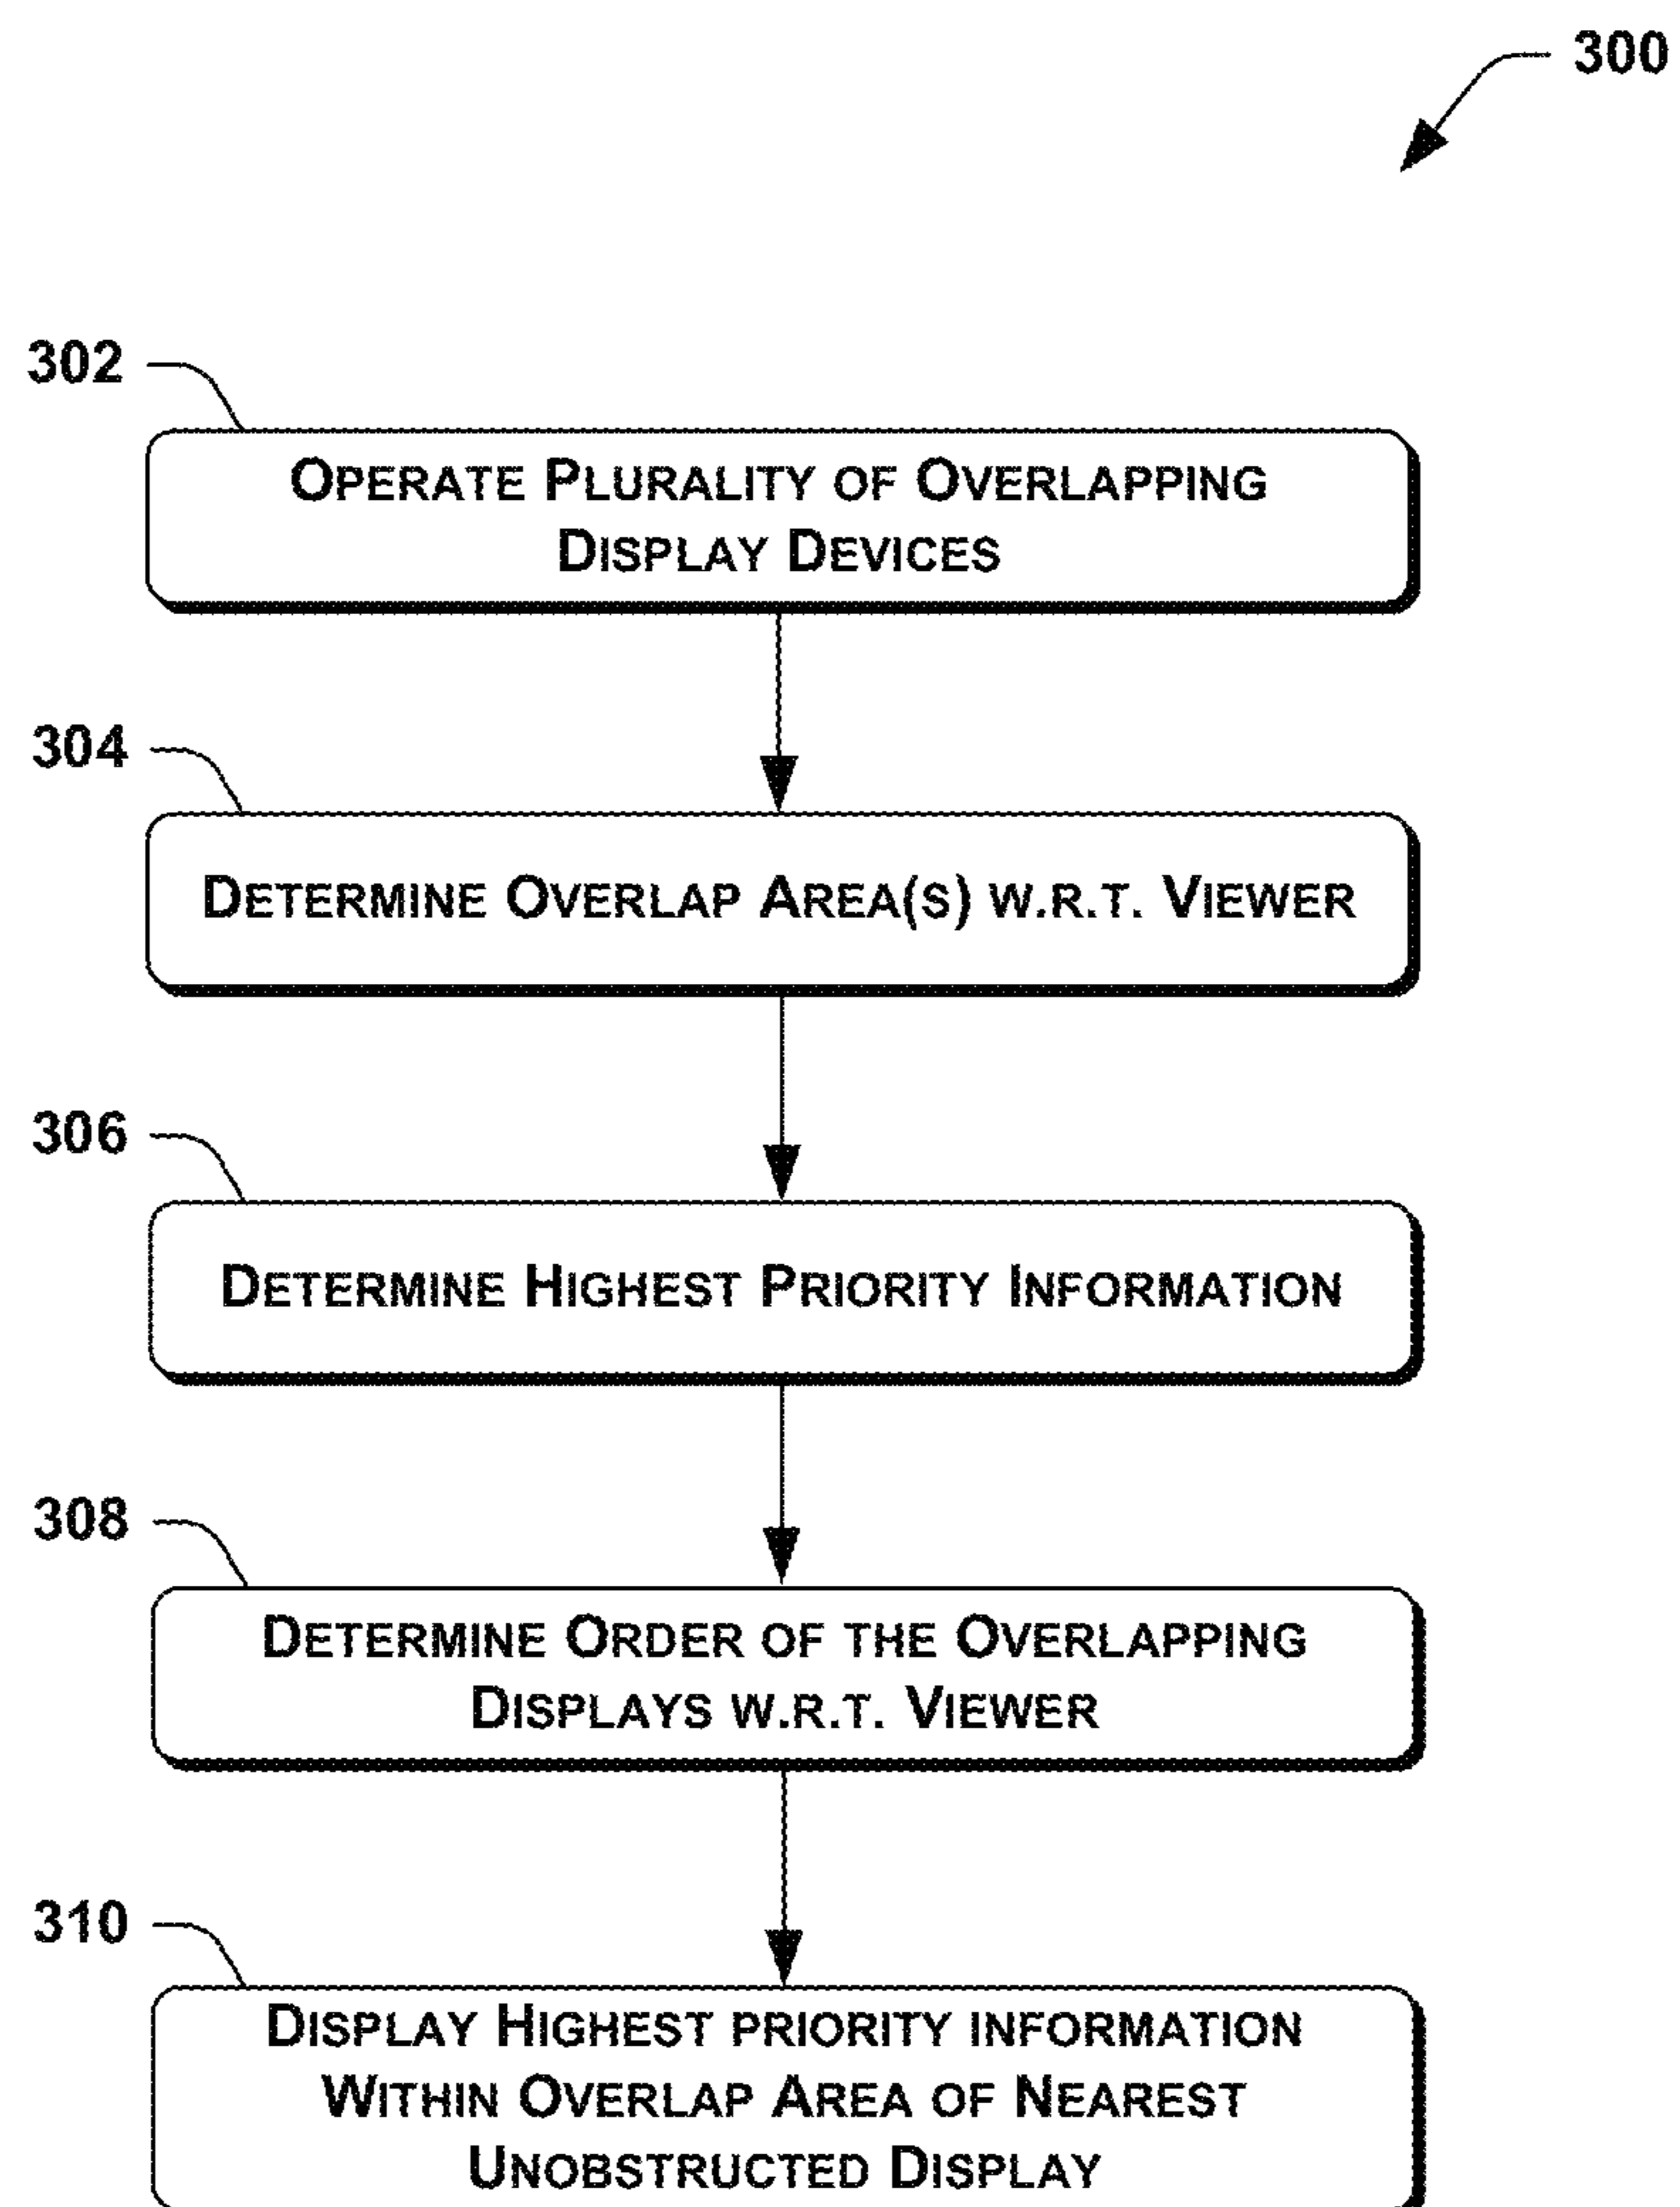 300
302
OPERATE PLURALITY OF OVERLAPPING
DISPLAY DEVICES
304
DETERMINE OVERLAP AREA(S) W.R.T. VIEWER
306
DETERMINE HIGHEST PRIORITY INFORMATION
308
DETERMINE ORDER OF THE OVERLAPPING
DISPLAYS W.R.T. VIEWER
310
DISPLAY HIGHEST PRIORITY INFORMATION
WITHIN OVERLAP AREA OF NEAREST
UNOBSTRUCTED DISPLAY